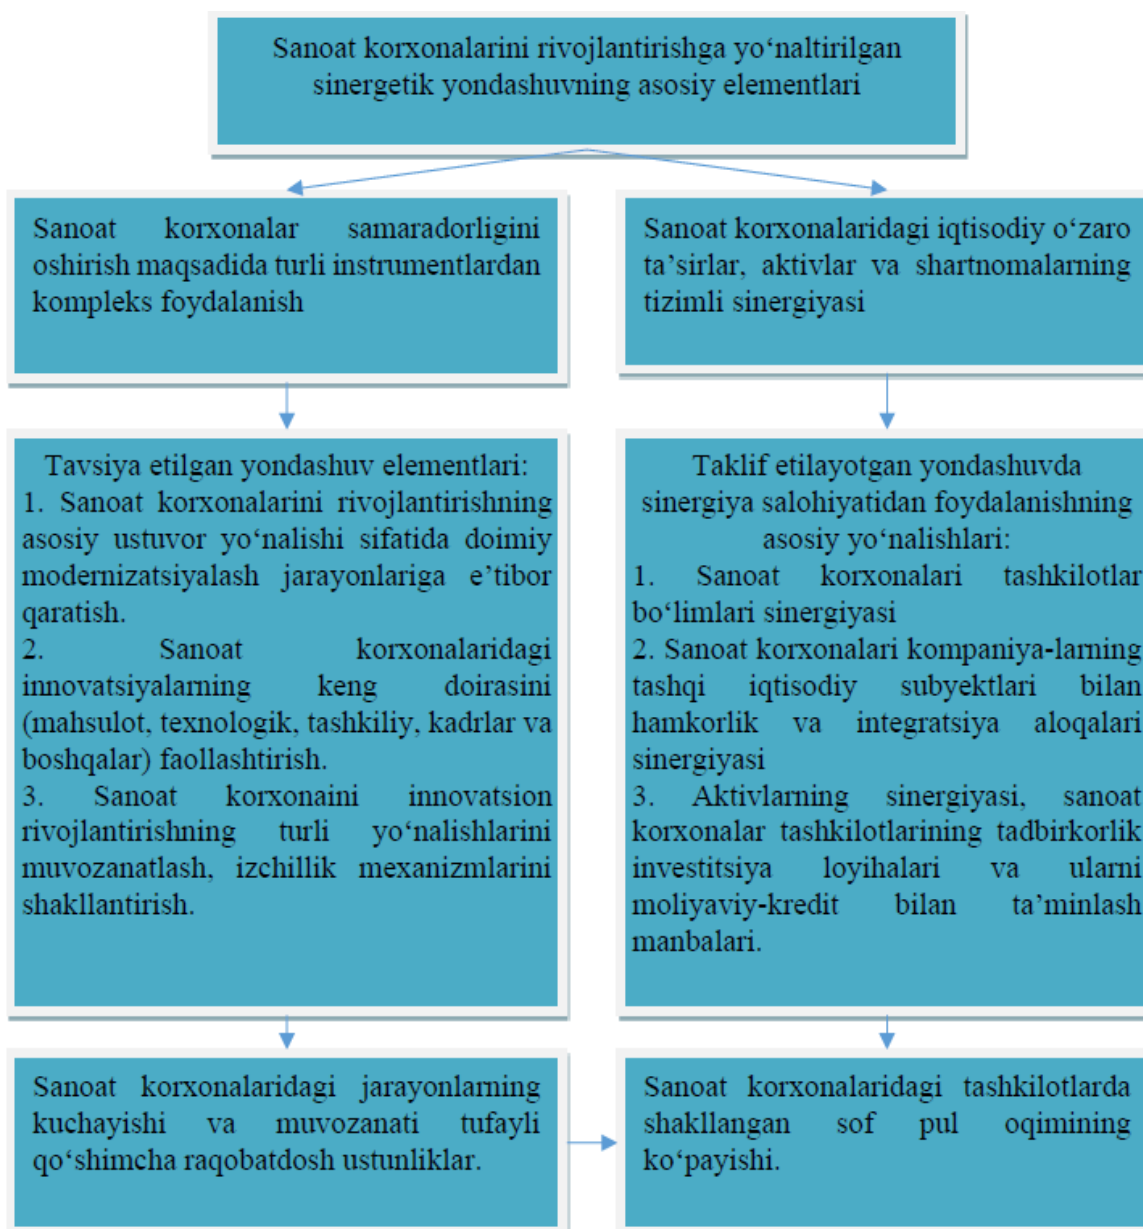 Sanoat korxonalarini rivojlantirishga yo‘naltirilgan
sinergetik yondashuvning asosiy elementlari
Sanoat korxonalar samaradorligini
oshirish maqsadida turli instrumentlardan
kompleks foydalanish
Sanoat korxonalaridagi iqtisodiy o‘zaro
ta’sirlar, aktivlar va shartnomalarning
tizimli sinergiyasi
Tavsiya etilgan yondashuv elementlari:
1. Sanoat korxonalarini rivojlantirishning
asosiy ustuvor yo‘nalishi sifatida doimiy
modernizatsiyalash jarayonlariga e’tibor
qaratish.
2. Sanoat korxonalaridagi
innovatsiyalarning keng doirasini
(mahsulot, texnologik, tashkiliy, kadrlar va
boshqalar) faollashtirish.
3. Sanoat korxonaini innovatsion
rivojlantirishning turli yo‘nalishlarini
muvozanatlash, izchillik mexanizmlarini
shakllantirish.
Taklif etilayotgan yondashuvda
sinergiya salohiyatidan foydalanishning
asosiy yo‘nalishlari:
1. Sanoat korxonalari tashkilotlar
bo‘limlari sinergiyasi
2. Sanoat korxonalari kompaniya-larning
tashqi iqtisodiy subyektlari bilan
hamkorlik va integratsiya aloqalari
sinergiyasi
3. Aktivlarning sinergiyasi, sanoat
korxonalar tashkilotlarining tadbirkorlik
investitsiya loyihalari va ularni
moliyaviy-kredit bilan ta’minlash
manbalari.
Sanoat korxonalaridagi jarayonlarning
kuchayishi va muvozanati tufayli
qo‘shimcha raqobatdosh ustunliklar.
Sanoat korxonalaridagi tashkilotlarda
shakllangan sof pul oqimining
ko‘payishi.